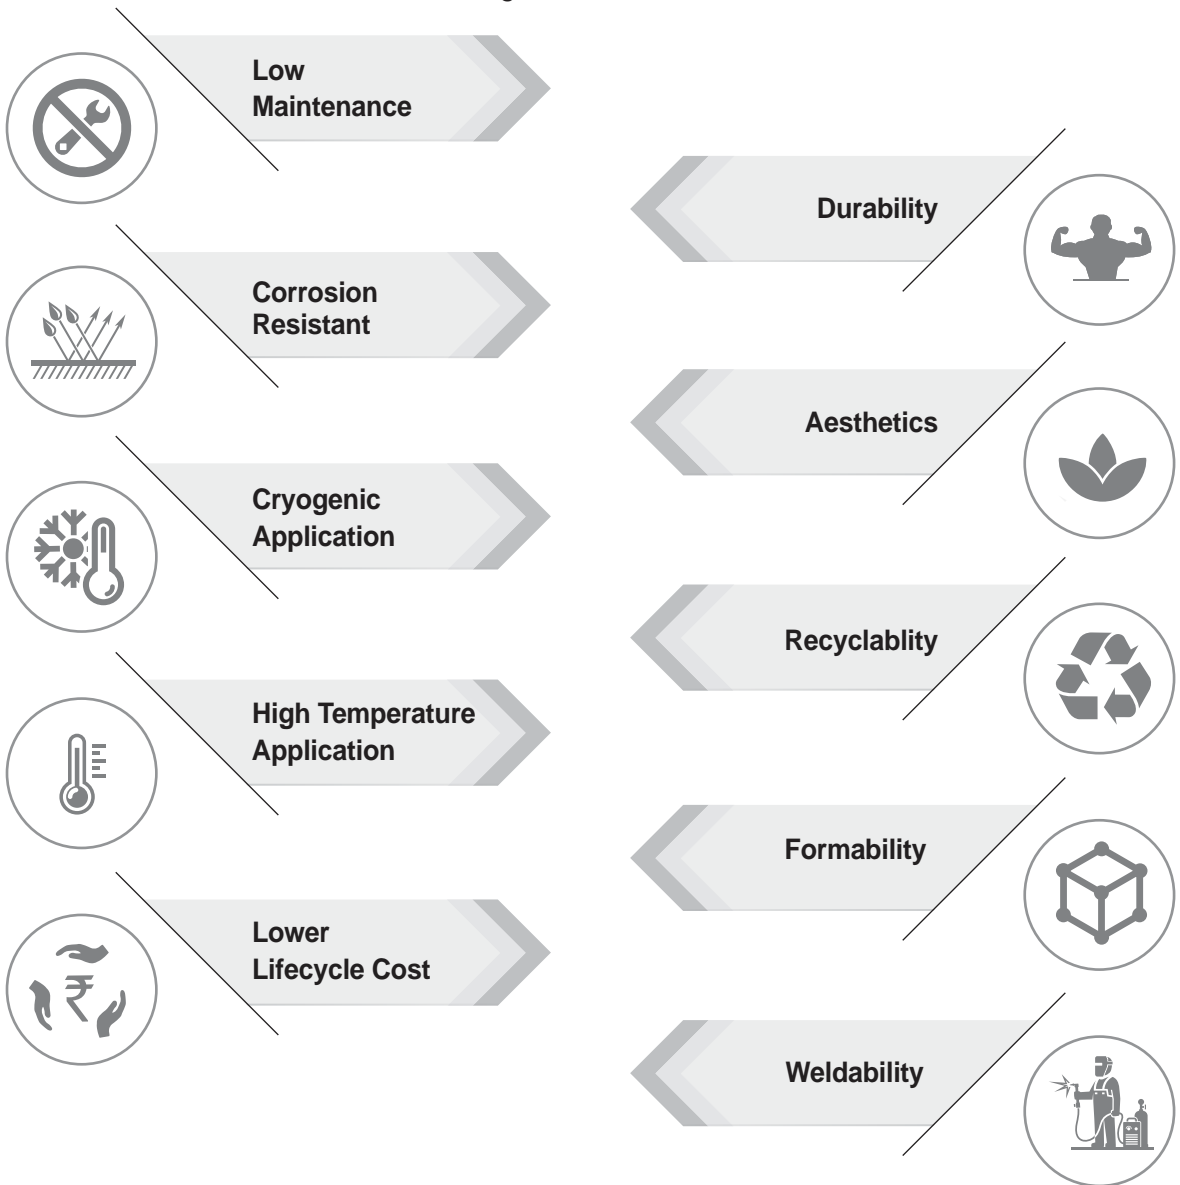 Low
Maintenance
Corrosion
Resistant
Cryogenic
Application
High Temperature
Application
Lower
Lifecycle Cost
₹
Durability
Aesthetics
Recyclablity
Formability
Weldability